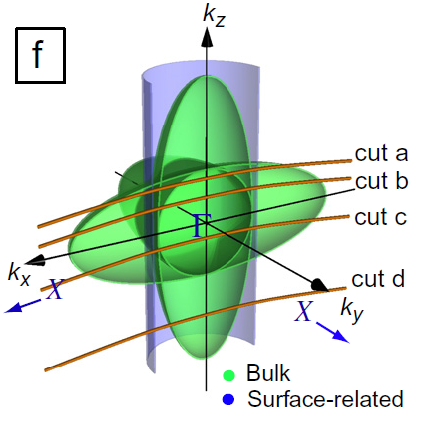 f
k_z
cut a
cut b
cut c
Γ
k_x
X
cut d
X
k_y
Bulk
Surface-related